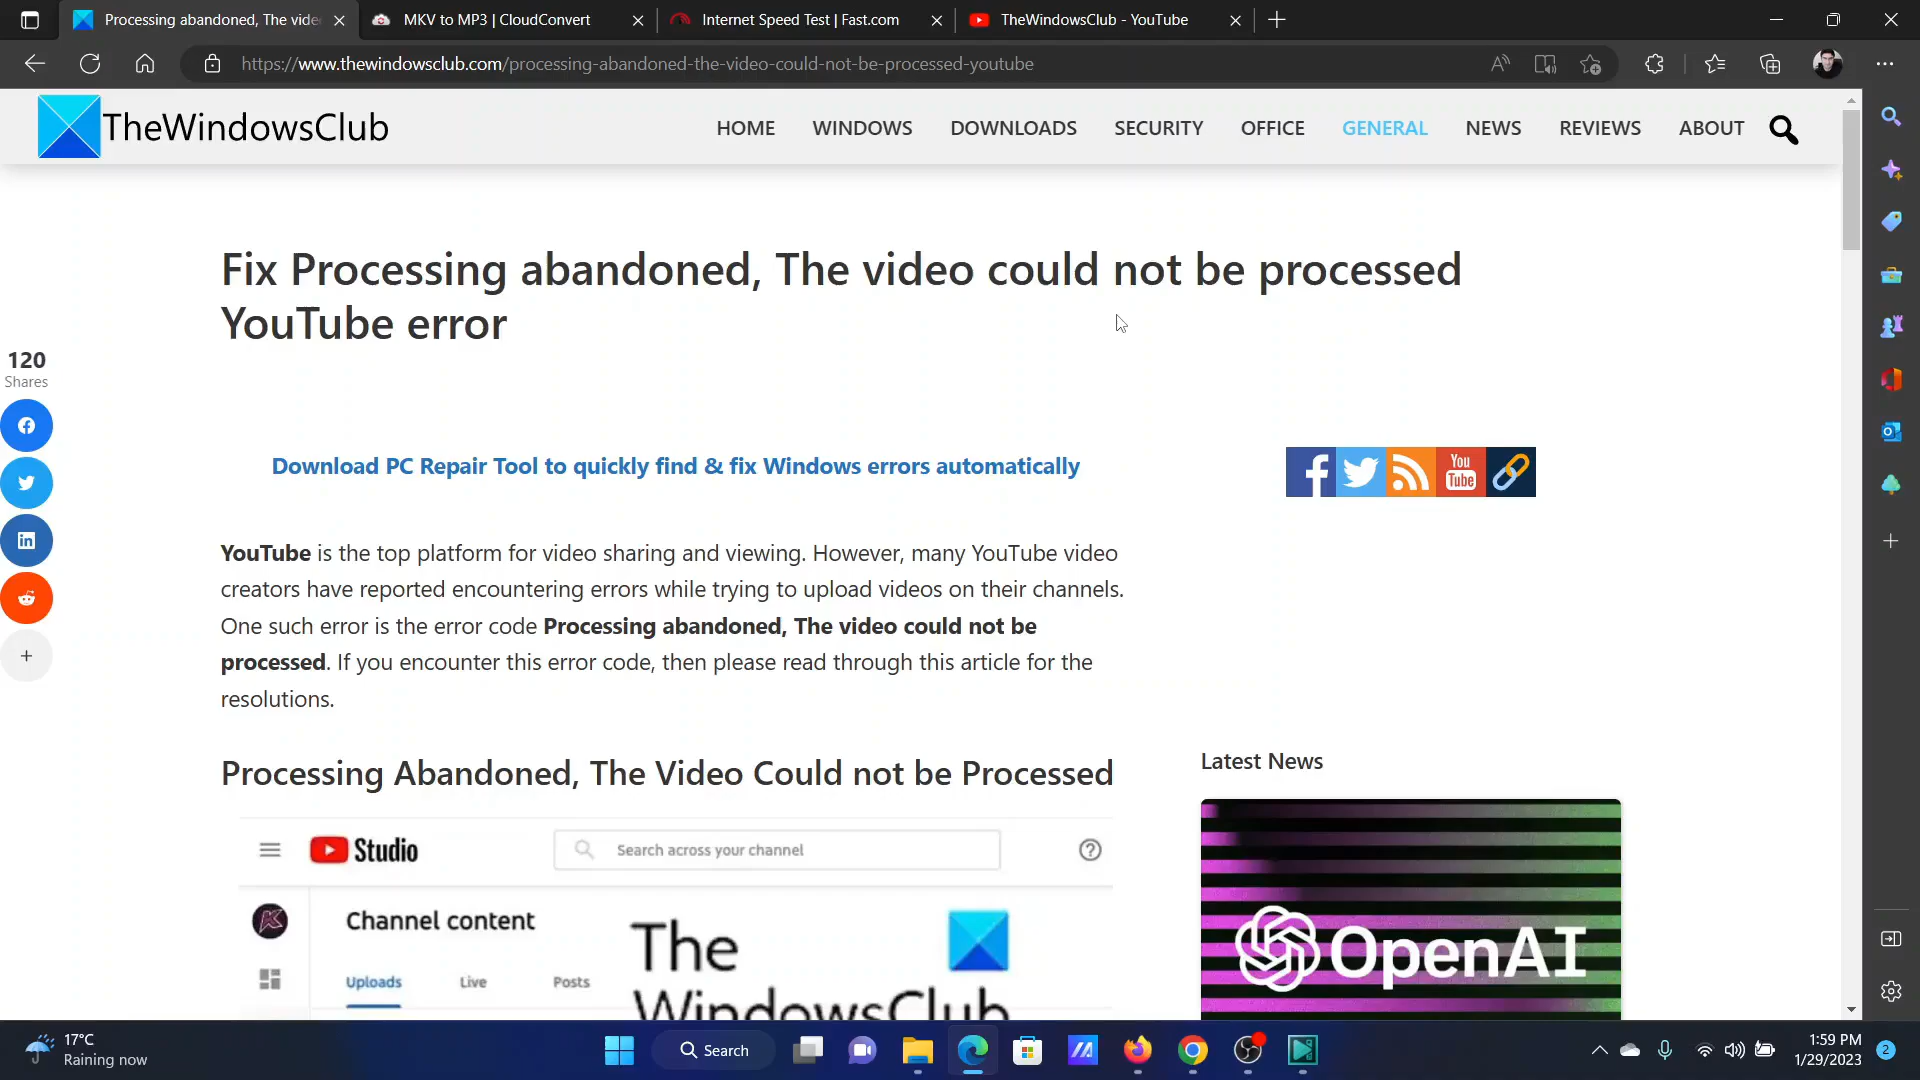 Processing abandoned, The vide
MKV to MP3 | CloudConvert
Internet Speed Test | Fast.com
TheWindowsClub - YouTube
https://www.thewindowsclub.com/processing-abandoned-the-video-could-not-be-processed-youtube
TheWindowsClub
HOME WINDOWS DOWNLOADS SECURITY OFFICE GENERAL NEWS REVIEWS ABOUT
Fix Processing abandoned, The video could not be processed
YouTube error
120
Shares
Download PC Repair Tool to quickly find & fix Windows errors automatically
You
Tube
YouTube is the top platform for video sharing and viewing. However, many YouTube video
creators have reported encountering errors while trying to upload videos on their channels.
One such error is the error code Processing abandoned, The video could not be
processed. If you encounter this error code, then please read through this article for the
resolutions.
Processing Abandoned, The Video Could not be Processed
Latest News
Studio
Search across your channel
Channel content
Uploads Live Posts
The
WindowsClub
OpenAI
17°C
Raining now
Search
1:59 PM
1/29/2023
2